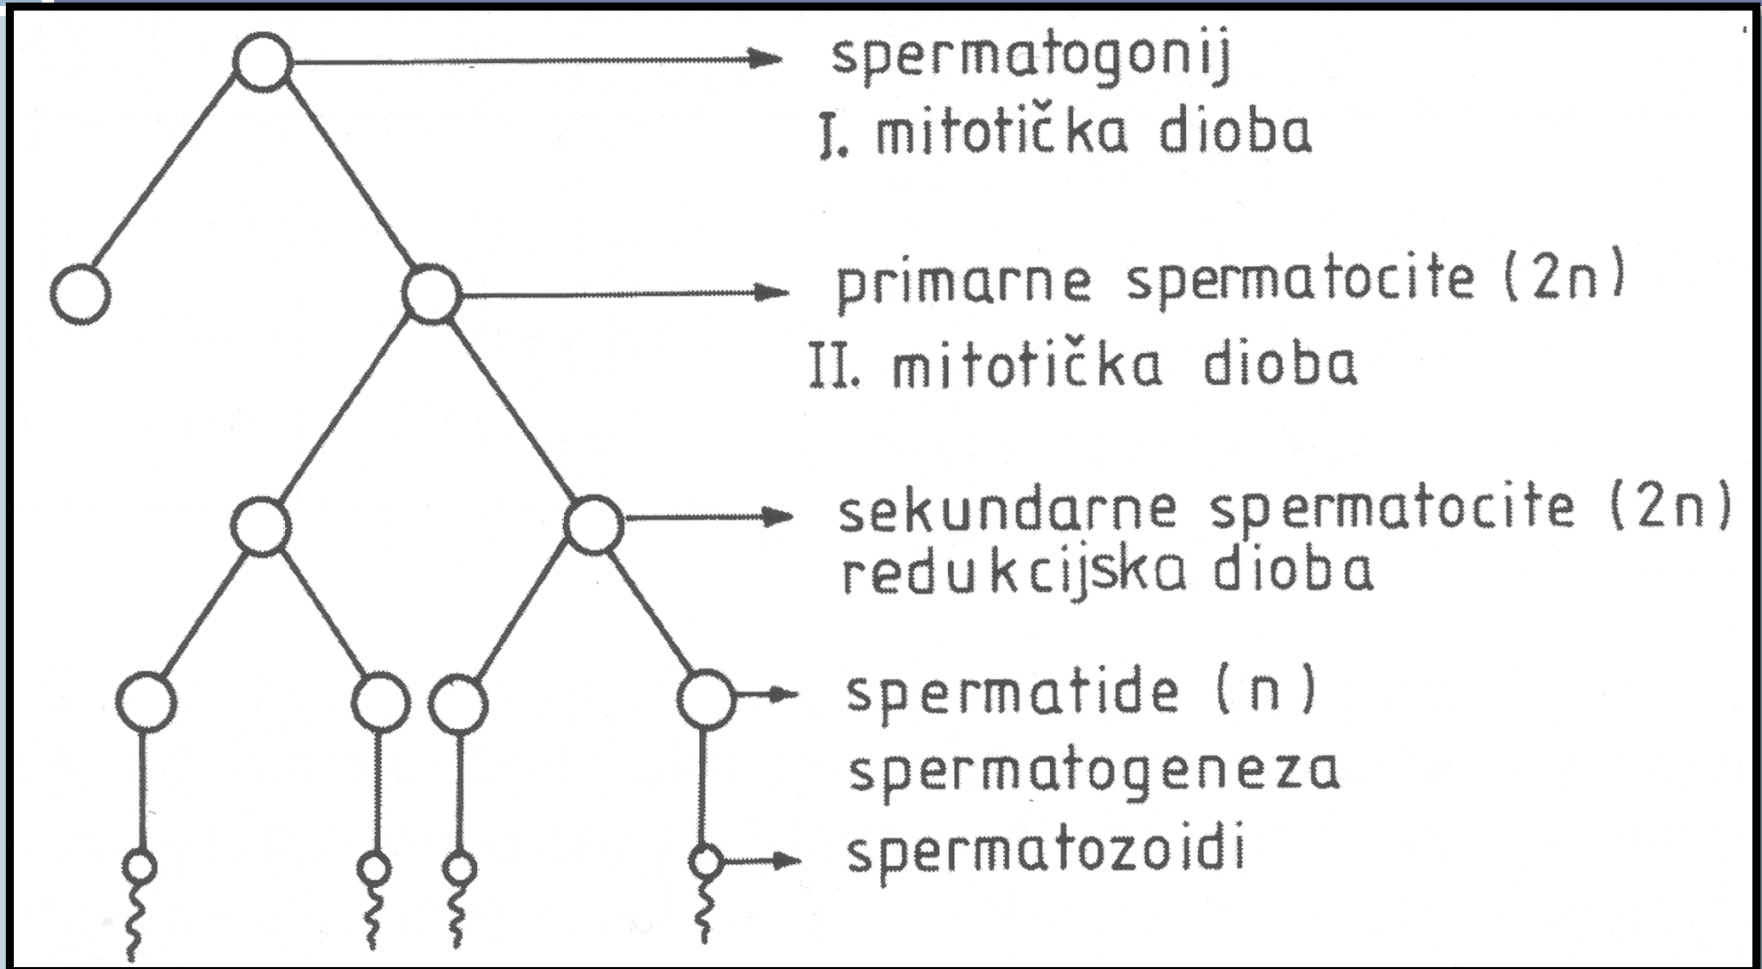 spermatogonij
I. mitotička dioba
primarne spermatocite (2n)
II. mitotička dioba
sekundarne spermatocite (2n)
redukcijska dioba
spermatide (n)
spermatogeneza
spermatozoidi